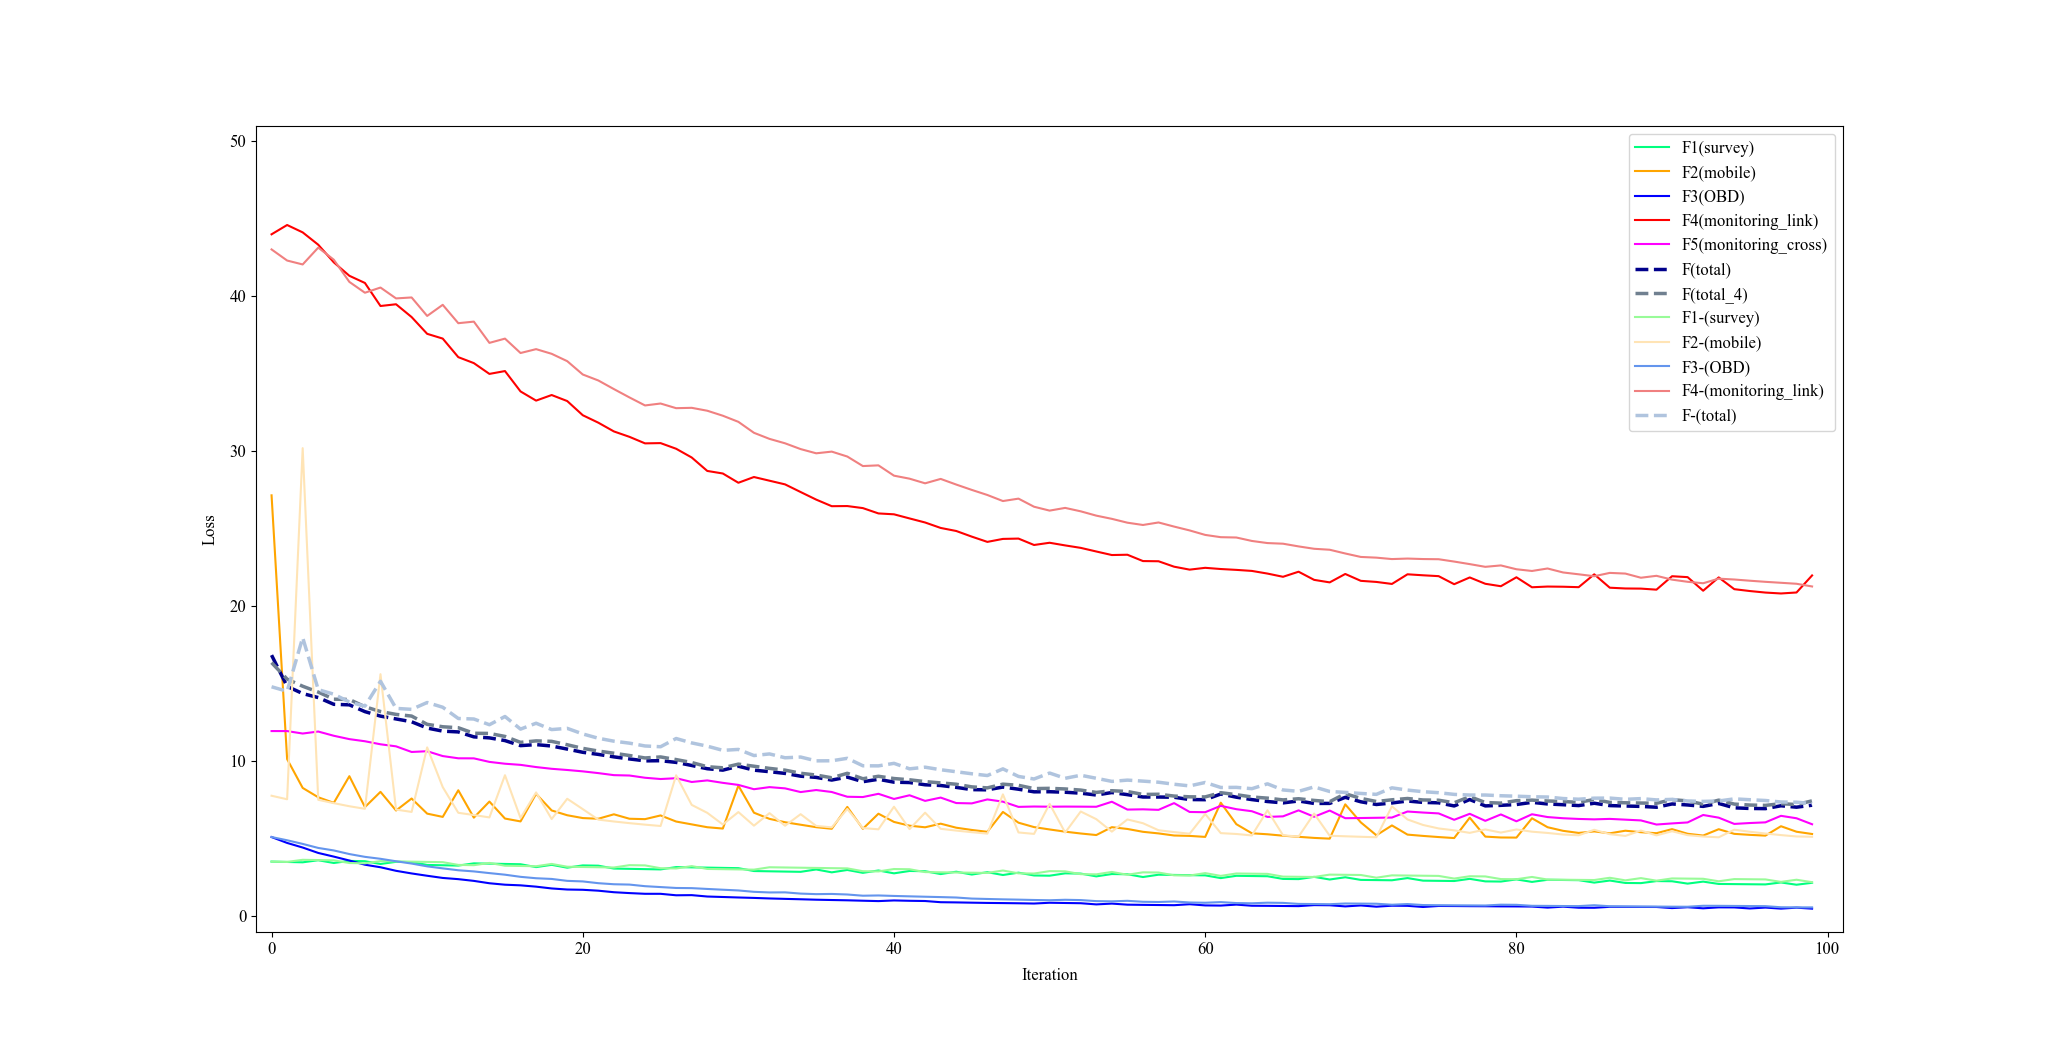 50
40
30
20
10
0
Loss
0 20 40 60 80 100
Iteration
F1(survey)
F2(mobile)
F3(OBD)
F4(monitoring_link)
F5(monitoring_cross)
F(total)
F(total_4)
F1-(survey)
F2-(mobile)
F3-(OBD)
F4-(monitoring_link)
F-(total)